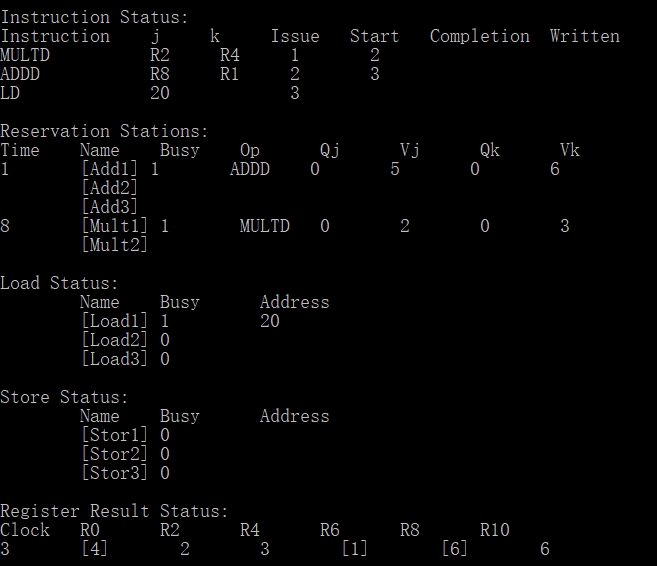 Instruction Status:
Instruction j k Issue Start Completion Written
MULTD R2 R4 1 2
ADDD R8 R1 2 3
LD 20 3
Reservation Stations:
Time Name Busy Op Qj Vj Qk Vk
1 [Add1] 1 ADDD 0 5 0 6
[Add2]
[Add3]
8 [Mult1] 1 MULTD 0 2 0 3
[Mult2]
Load Status:
Name Busy Address
[Load1] 1 20
[Load2] 0
[Load3] 0
Store Status:
Name Busy Address
[Stor1] 0
[Stor2] 0
[Stor3] 0
Register Result Status:
Clock R0 R2 R4 R6 R8 R10
3 [4] 2 3 [1] [6] 6